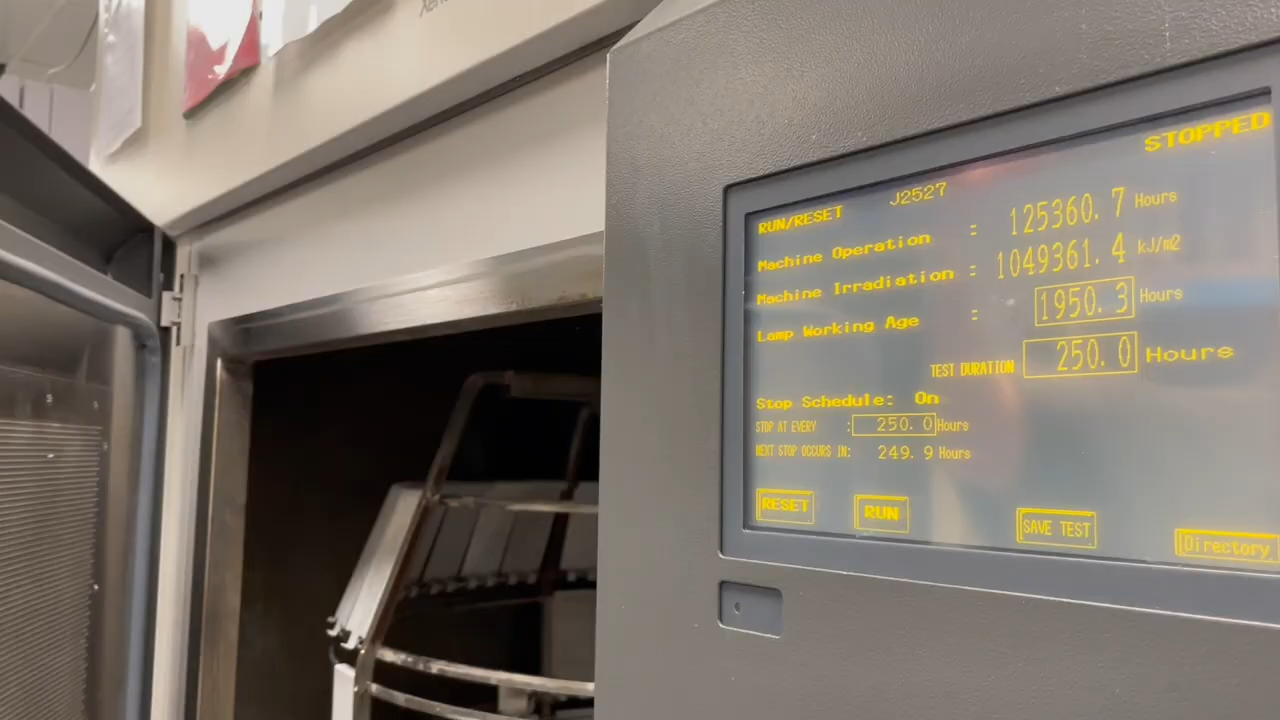 STOPPED
RUN/RESET J2527
Machine Operation : 125360.7 Hours
Machine Irradiation : 1049361.4 kJ/m2
Lamp Working Age : 1950.3 Hours
TEST DURATION 250.0 Hours
Stop Schedule: On
STOP AT EVERY : 250.0 Hours
NEXT STOP OCCURS IN: 249.9 Hours
RESET RUN SAVE TEST Directory